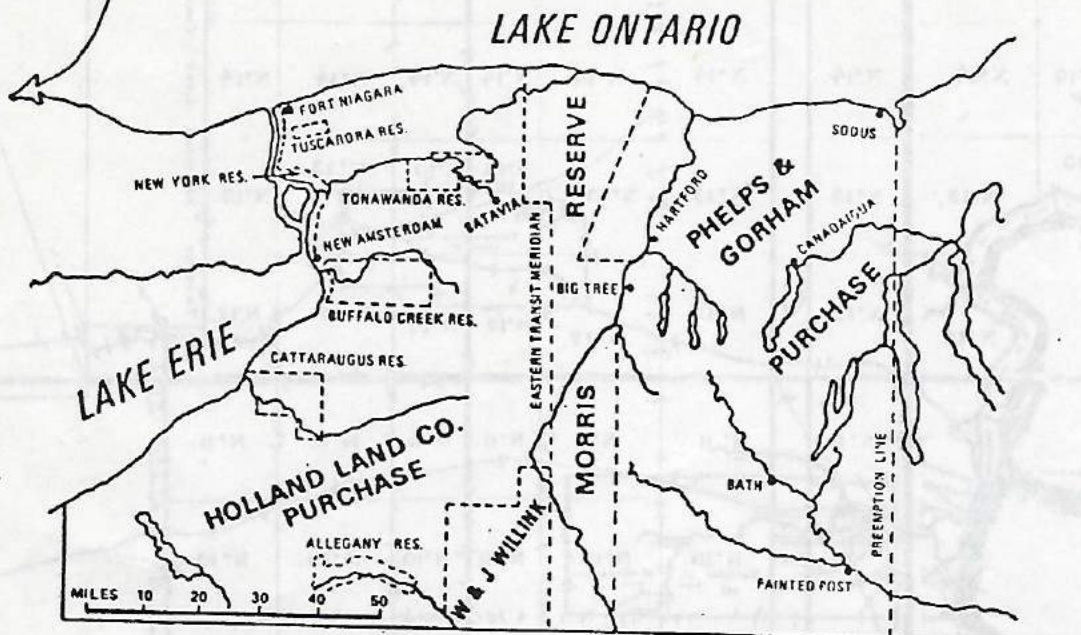 LAKE ONTARIO
FORT NIAGARA
TUSCARORA RES.
NEW YORK RES.
TONAWANDA RES.
BATAVIA
NEW AMSTERDAM
BUFFALO CREEK RES.
LAKE ERIE
CATTARAUGUS RES.
HOLLAND LAND CO.
PURCHASE
ALLEGANY RES.
MILES 10 20 30 40 50
W & J WILLINK
EASTERN TRANSIT MERIDIAN
MORRIS
RESERVE
HARTFORD
BIG TREE
PHELPS &
GORHAM
PURCHASE
SODUS
CANADAIGUA
BATH
PAINTED POST
PREEMPTION LINE